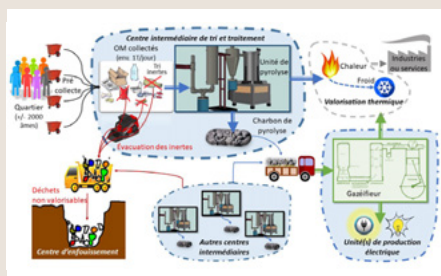 Centre intermédiaire de tri et traitement
OM collectés
(env. 1t/jour)
Tri
inertes
Unité de
pyrolyse
Chaleur
Industries
ou services
Froid
Valorisation thermique
Pré
collecte
Quartier
(+/- 2000
âmin)
Charbon de
pyrolyse
Évacuation des inertes
Gazéifieur
Déchets
non valorisables
Centre d'enfouissement
Autres centres
intermédiaires
Unité(s) de production
électrique